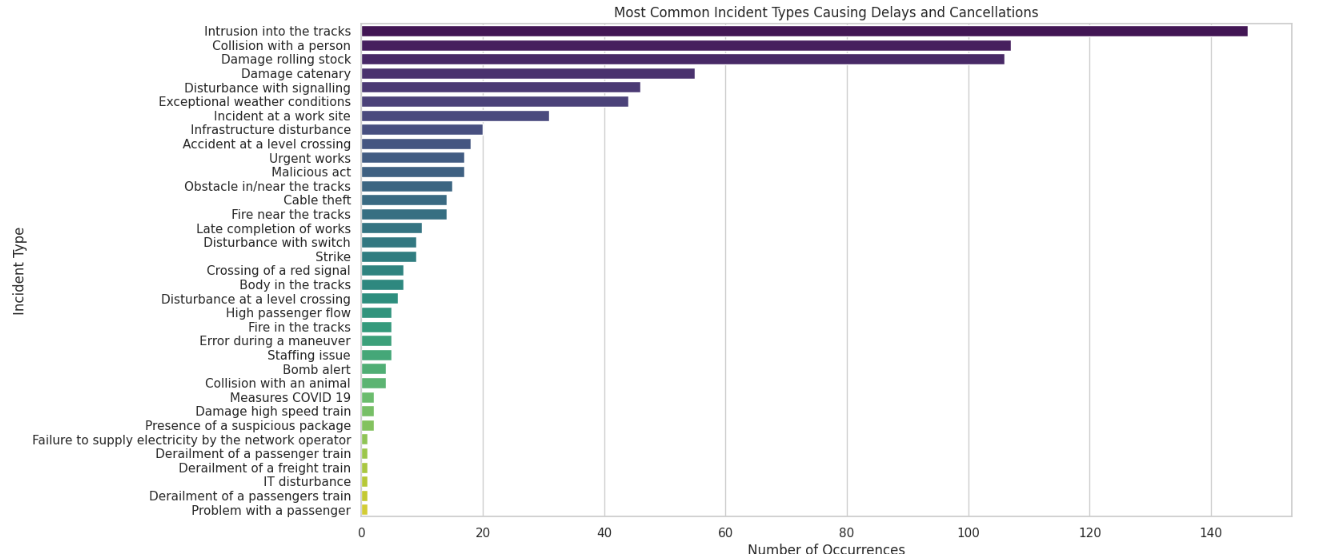 Most Common Incident Types Causing Delays and Cancellations
Incident Type
Intrusion into the tracks
Collision with a person
Damage rolling stock
Damage catenary
Disturbance with signalling
Exceptional weather conditions
Incident at a work site
Infrastructure disturbance
Accident at a level crossing
Urgent works
Malicious act
Obstacle in/near the tracks
Cable theft
Fire near the tracks
Late completion of works
Disturbance with switch
Strike
Crossing of a red signal
Body in the tracks
Disturbance at a level crossing
High passenger flow
Fire in the tracks
Error during a maneuver
Staffing issue
Bomb alert
Collision with an animal
Measures COVID 19
Damage high speed train
Presence of a suspicious package
Failure to supply electricity by the network operator
Derailment of a passenger train
Derailment of a freight train
IT disturbance
Derailment of a passengers train
Problem with a passenger
0 20 40 60 80 100 120 140
Number of Occurrences